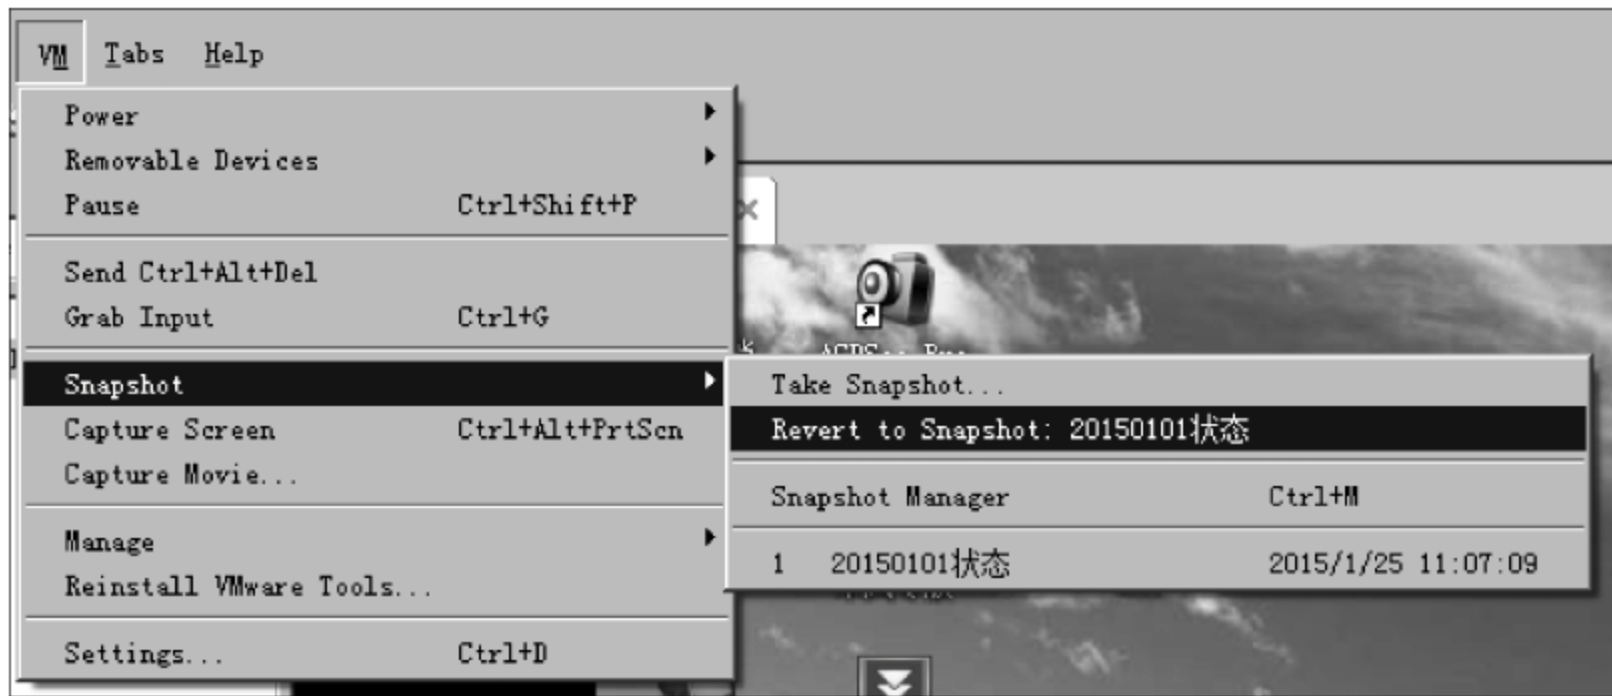 VM Tabs Help
Power
Removable Devices
Pause Ctrl+Shift+P
Send Ctrl+Alt+Del
Grab Input Ctrl+G
Snapshot
Capture Screen Ctrl+Alt+PrtScn
Capture Movie...
Manage
Reinstall VMware Tools...
Settings... Ctrl+D
Take Snapshot...
Revert to Snapshot: 20150101状态
Snapshot Manager Ctrl+M
1 20150101状态 2015/1/25 11:07:09